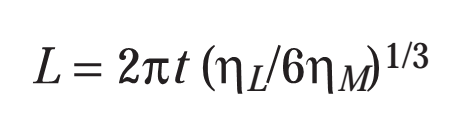 L = 2πt (η_L/6η_M)^{1/3}